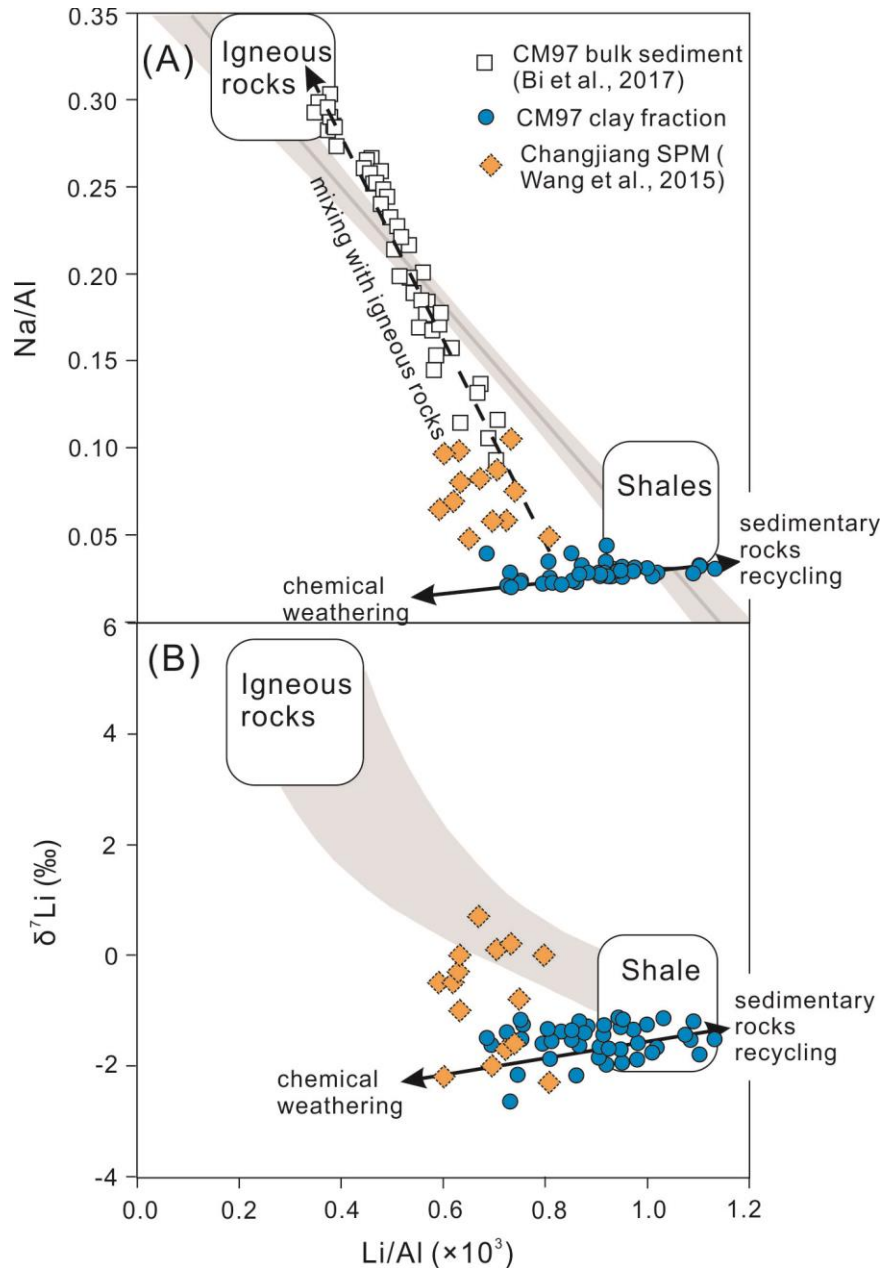 (A)
Igneous
rocks
CM97 bulk sediment
(Bi et al., 2017)
CM97 clay fraction
Changjiang SPM (
Wang et al., 2015)
mixing with igneous rocks
Shales
sedimentary
rocks
recycling
chemical
weathering
Na/Al
0.35
0.30
0.25
0.20
0.15
0.10
0.05
(B)
Igneous
rocks
Shale
sedimentary
rocks
recycling
chemical
weathering
δ⁷Li (‰)
6
4
2
0
-2
-4
0.0 0.2 0.4 0.6 0.8 1.0 1.2
Li/Al (×10³)